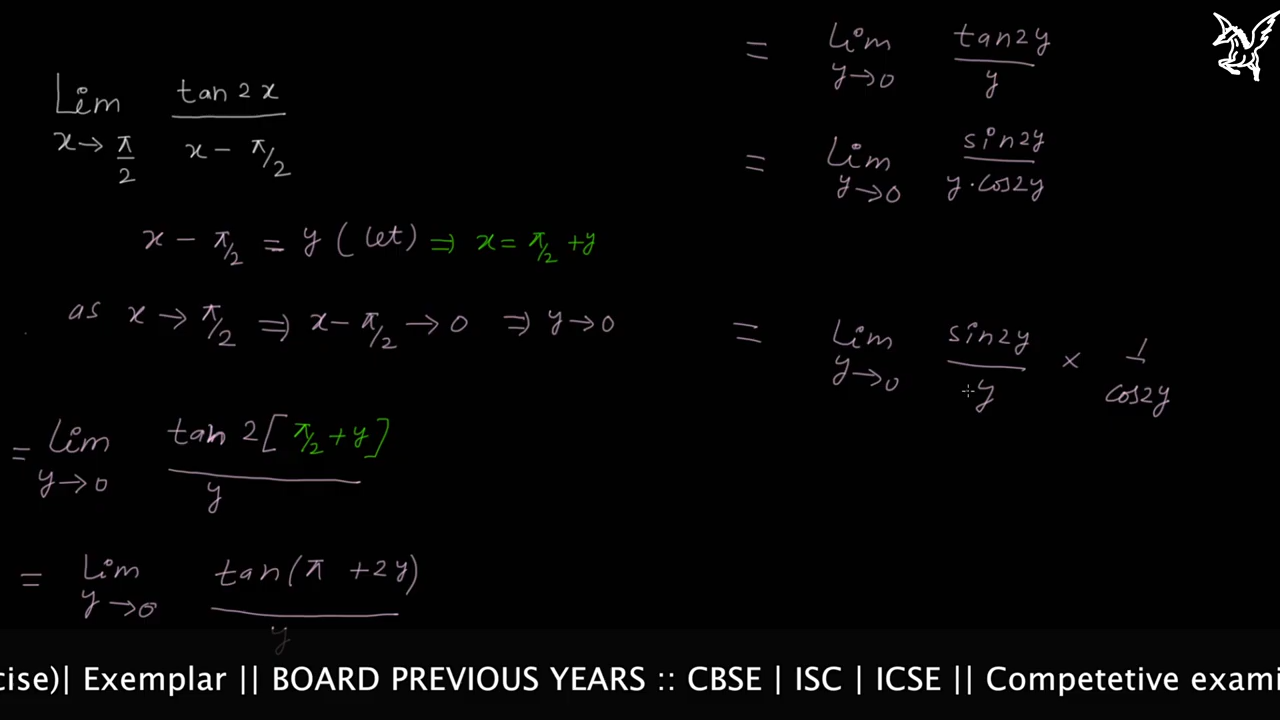 Lim x→π/2 tan 2x / x - π/2
x - π/2 = y (let) ⇒ x = π/2 + y
as x → π/2 ⇒ x - π/2 → 0 ⇒ y→0
= lim y→0 tan 2[π/2 + y] / y
= lim y→0 tan(π + 2y) / y
= lim y→0 tan2y / y
= lim y→0 sin2y / y·cos2y
= lim y→0 sin2y / y × 1 / cos2y
cise)| Exemplar || BOARD PREVIOUS YEARS :: CBSE | ISC | ICSE || Competetive exami